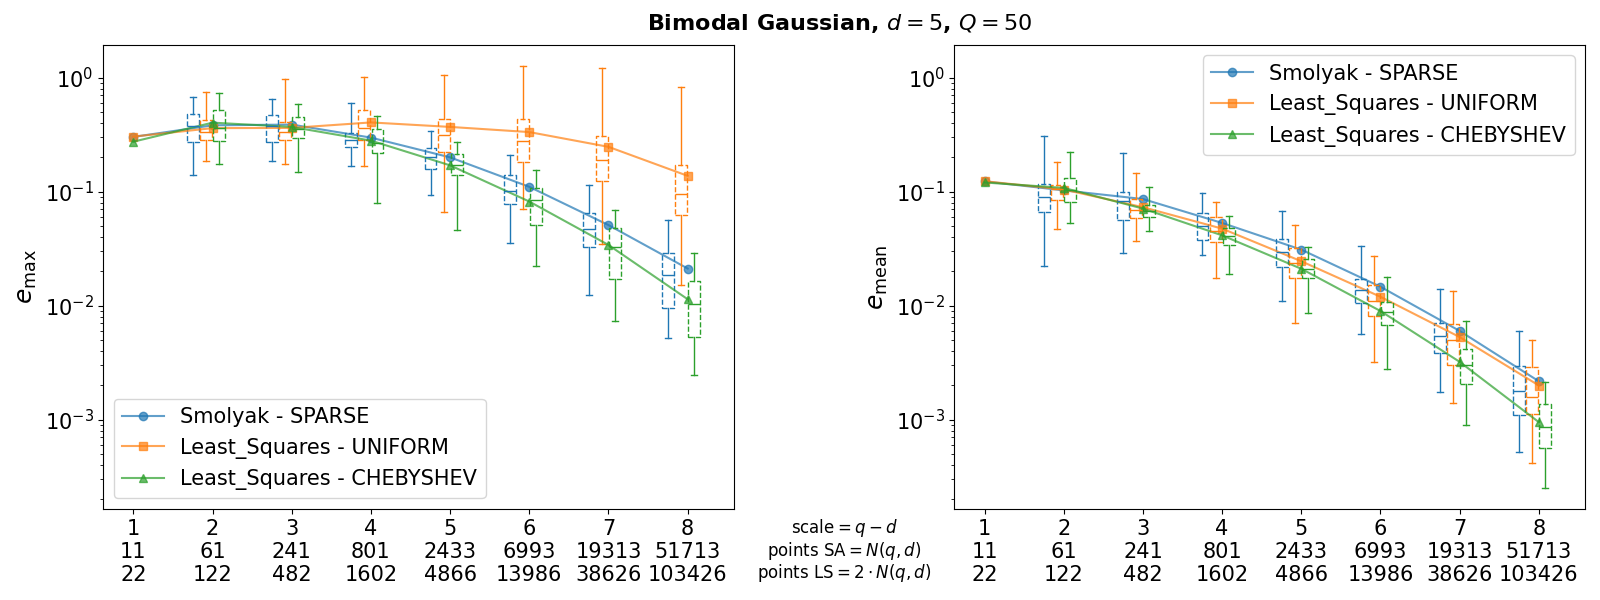 Bimodal Gaussian, d = 5, Q = 50
e_max
10^0
10^−1
10^−2
10^−3
Smolyak - SPARSE
Least_Squares - UNIFORM
Least_Squares - CHEBYSHEV
1 2 3 4 5 6 7 8
11 61 241 801 2433 6993 19313 51713
22 122 482 1602 4866 13986 38626 103426
scale = q − d
points SA = N(q, d)
points LS = 2 · N(q, d)
e_mean
10^0
10^−1
10^−2
10^−3
Smolyak - SPARSE
Least_Squares - UNIFORM
Least_Squares - CHEBYSHEV
1 2 3 4 5 6 7 8
11 61 241 801 2433 6993 19313 51713
22 122 482 1602 4866 13986 38626 103426